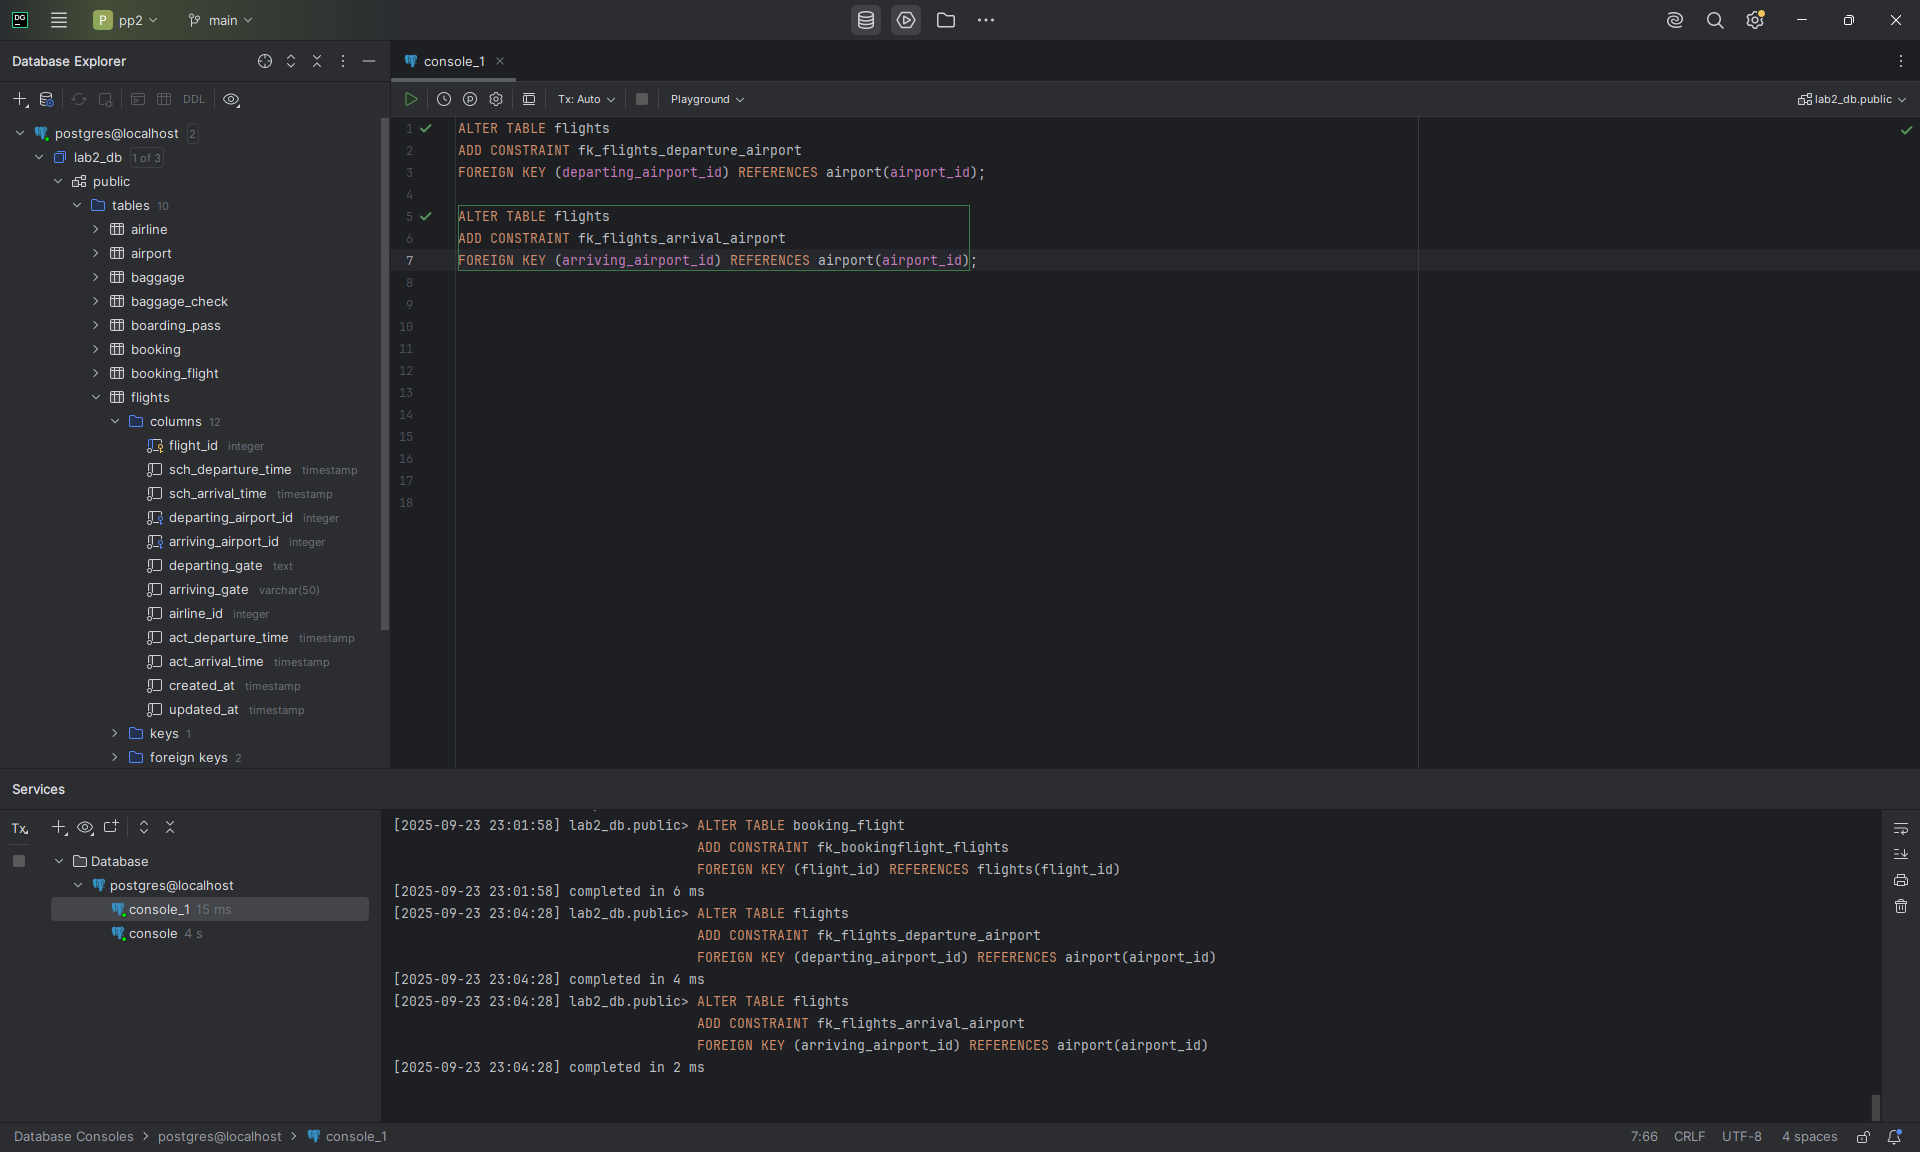 DG
P pp2
main
Database Explorer
console_1
DDL
Tx: Auto
Playground
lab2_db.public
postgres@localhost 2
lab2_db 1 of 3
public
tables 10
airline
airport
baggage
baggage_check
boarding_pass
booking
booking_flight
flights
columns 12
flight_id integer
sch_departure_time timestamp
sch_arrival_time timestamp
departing_airport_id integer
arriving_airport_id integer
departing_gate text
arriving_gate varchar(50)
airline_id integer
act_departure_time timestamp
act_arrival_time timestamp
created_at timestamp
updated_at timestamp
keys 1
foreign keys 2
1 ALTER TABLE flights
2 ADD CONSTRAINT fk_flights_departure_airport
3 FOREIGN KEY (departing_airport_id) REFERENCES airport(airport_id);
4
5 ALTER TABLE flights
6 ADD CONSTRAINT fk_flights_arrival_airport
7 FOREIGN KEY (arriving_airport_id) REFERENCES airport(airport_id);
8
9
10
11
12
13
14
15
16
17
18
Services
Tx
Database
postgres@localhost
console_1 15 ms
console 4 s
[2025-09-23 23:01:58] lab2_db.public> ALTER TABLE booking_flight
ADD CONSTRAINT fk_bookingflight_flights
FOREIGN KEY (flight_id) REFERENCES flights(flight_id)
[2025-09-23 23:01:58] completed in 6 ms
[2025-09-23 23:04:28] lab2_db.public> ALTER TABLE flights
ADD CONSTRAINT fk_flights_departure_airport
FOREIGN KEY (departing_airport_id) REFERENCES airport(airport_id)
[2025-09-23 23:04:28] completed in 4 ms
[2025-09-23 23:04:28] lab2_db.public> ALTER TABLE flights
ADD CONSTRAINT fk_flights_arrival_airport
FOREIGN KEY (arriving_airport_id) REFERENCES airport(airport_id)
[2025-09-23 23:04:28] completed in 2 ms
Database Consoles > postgres@localhost > console_1
7:66 CRLF UTF-8 4 spaces